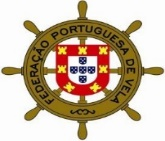 FEDERAÇÃO PORTUGUESA DE VELA